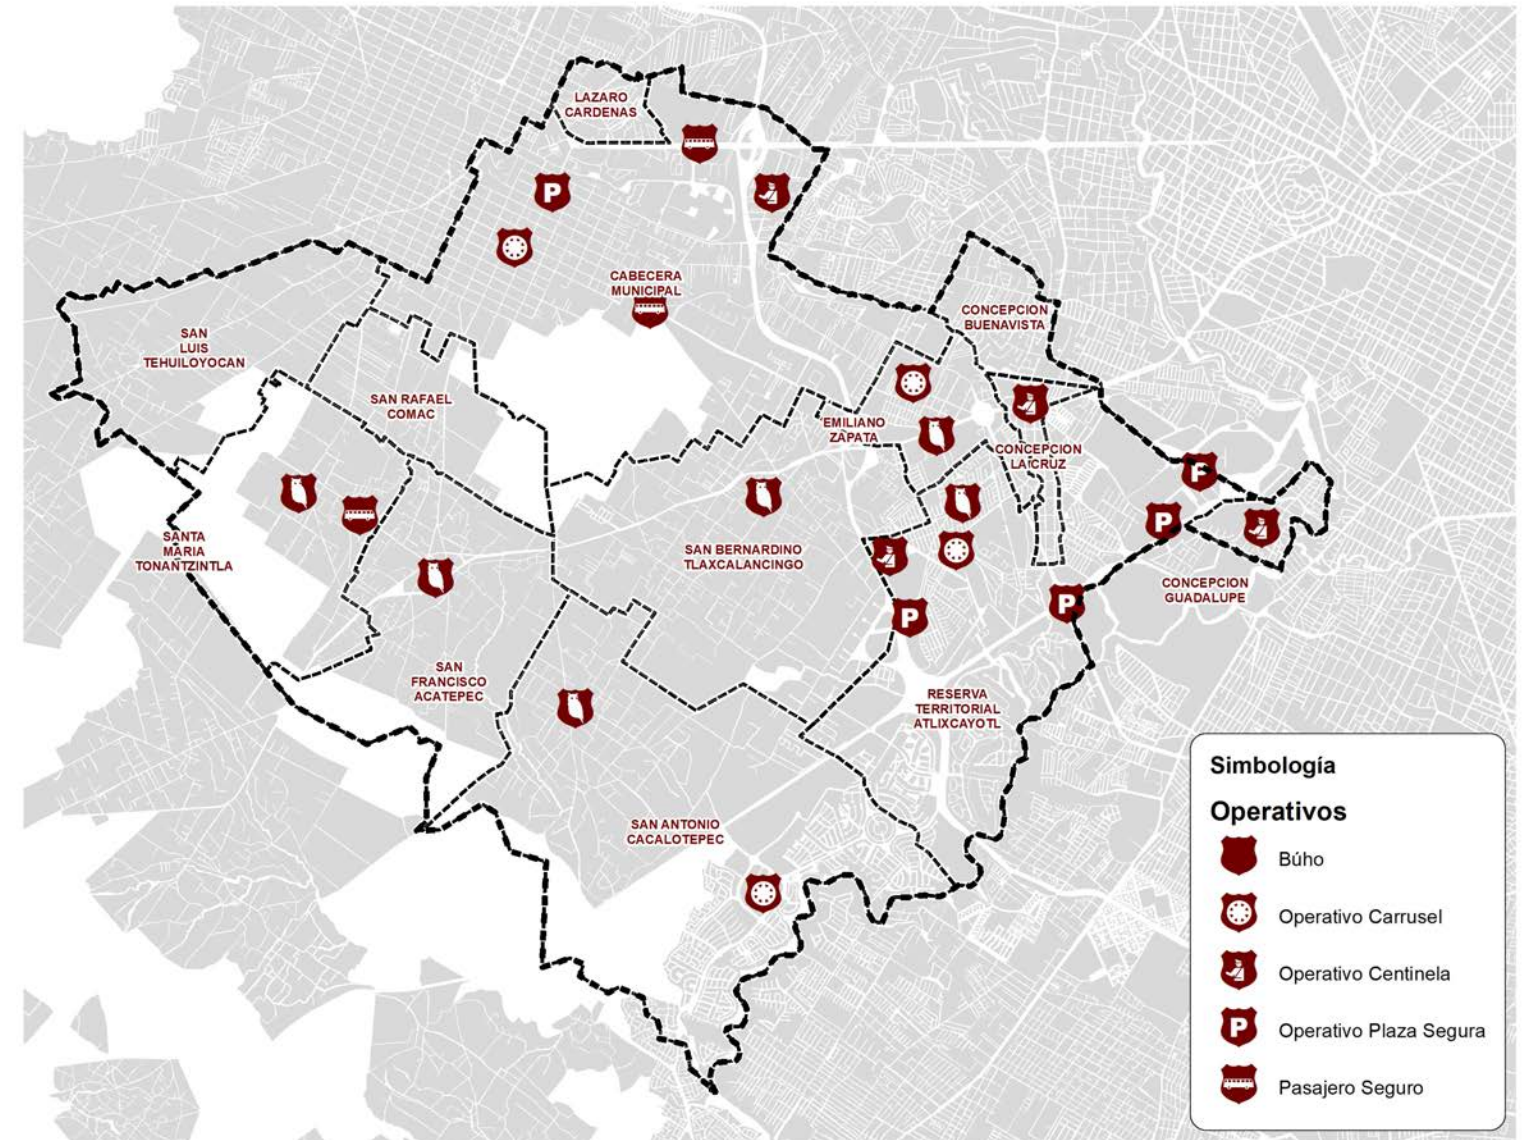 LAZARO
CARDENAS
P
CABECERA
MUNICIPAL
CONCEPCION
BUENAVISTA
SAN
LUIS
TEHUILOYOCAN
SAN RAFAEL
COMAC
EMILIANO
ZAPATA
CONCEPCION
LA CRUZ
P
P
SANTA
MARIA
TONANTZINTLA
SAN BERNARDINO
TLAXCALANCINGO
CONCEPCION
GUADALUPE
P
P
SAN
FRANCISCO
ACATEPEC
RESERVA
TERRITORIAL
ATLIXCAYOTL
SAN ANTONIO
CACALOTEPEC
Simbología
Operativos
Búho
Operativo Carrusel
Operativo Centinela
P Operativo Plaza Segura
Pasajero Seguro